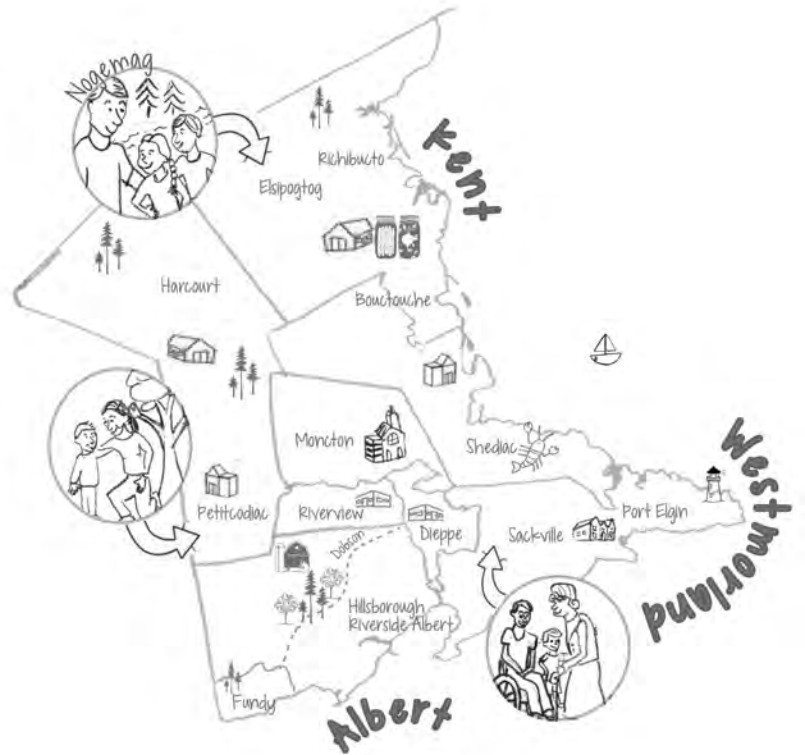 Nogemag
Kent
Richibucto
Elsipogtog
Harcourt
Bouctouche
Moncton
Shediac
Westmorland
Port Elgin
Petitcodiac
Riverview
Dieppe
Sackville
Dobson
Hillsborough
Riverside Albert
Fundy
Albert